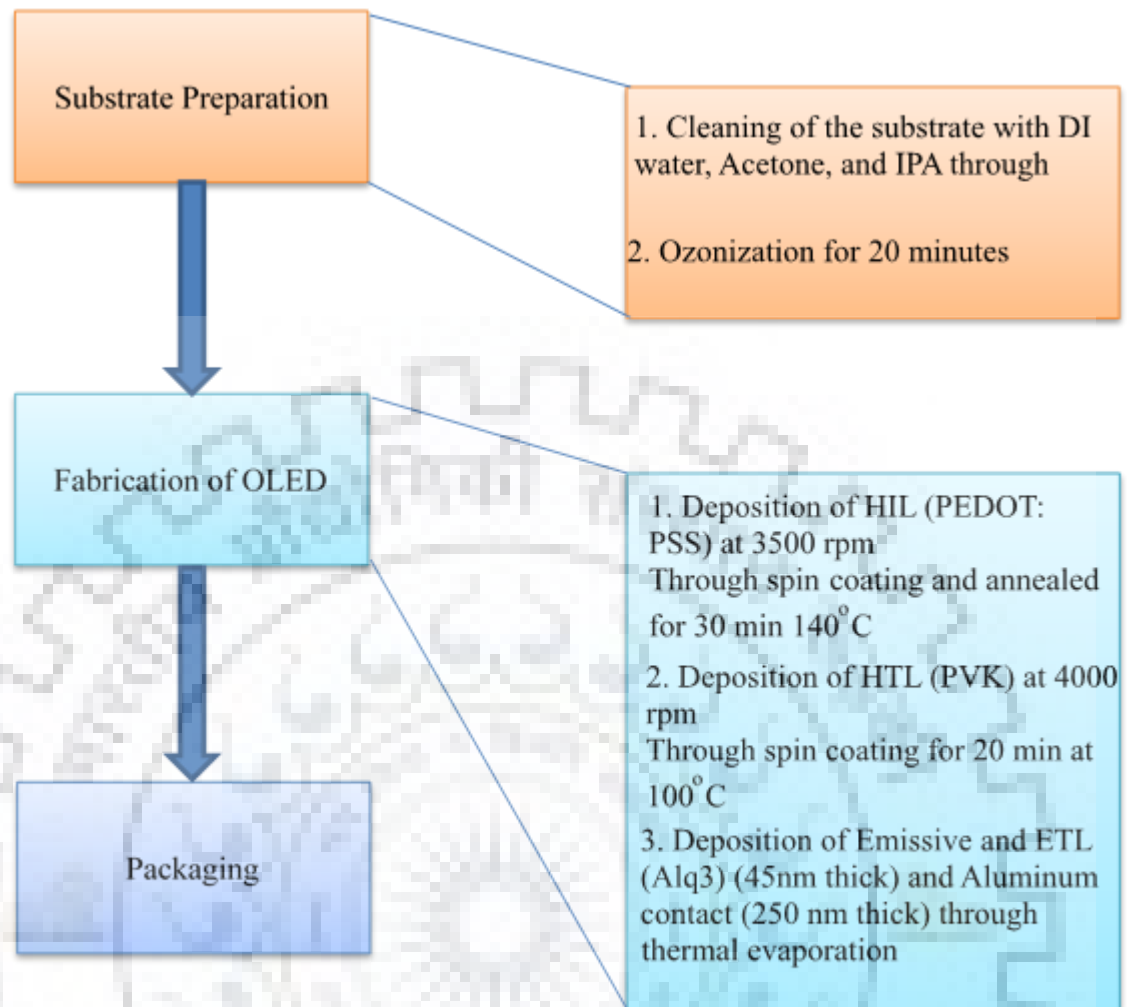 Substrate Preparation
1. Cleaning of the substrate with DI
water, Acetone, and IPA through
2. Ozonization for 20 minutes
Fabrication of OLED
1. Deposition of HIL (PEDOT:
PSS) at 3500 rpm
Through spin coating and annealed
for 30 min 140°C
2. Deposition of HTL (PVK) at 4000
rpm
Through spin coating for 20 min at
100°C
3. Deposition of Emissive and ETL
(Alq3) (45nm thick) and Aluminum
contact (250 nm thick) through
thermal evaporation
Packaging